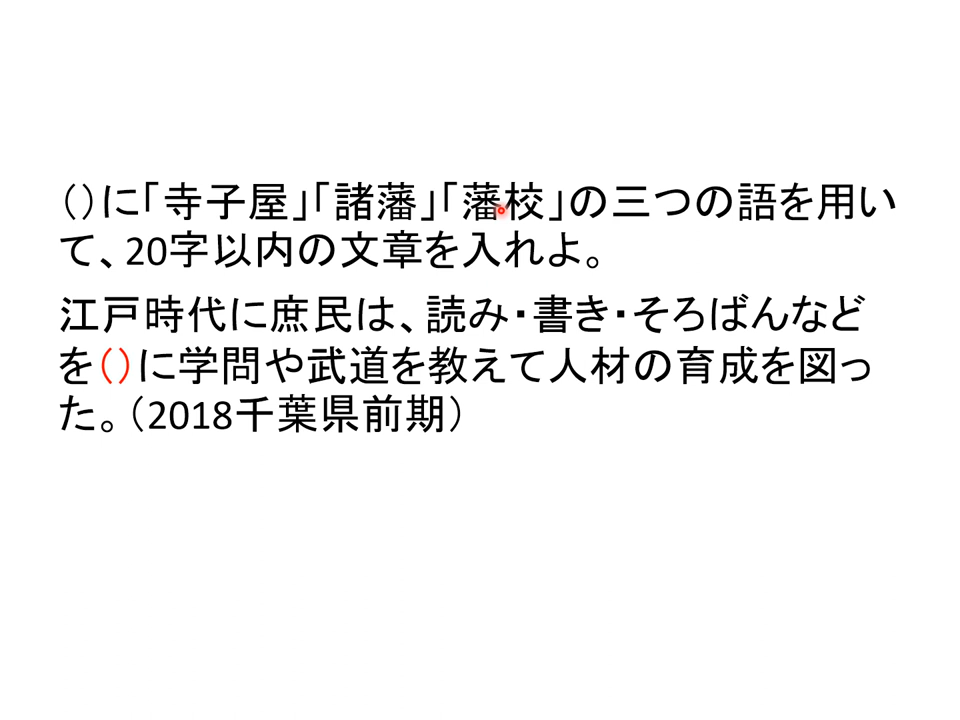 （）に「寺子屋」「諸藩」「藩校」の三つの語を用い
て、20字以内の文章を入れよ。
江戸時代に庶民は、読み・書き・そろばんなど
を（）に学問や武道を教えて人材の育成を図っ
た。（2018千葉県前期）